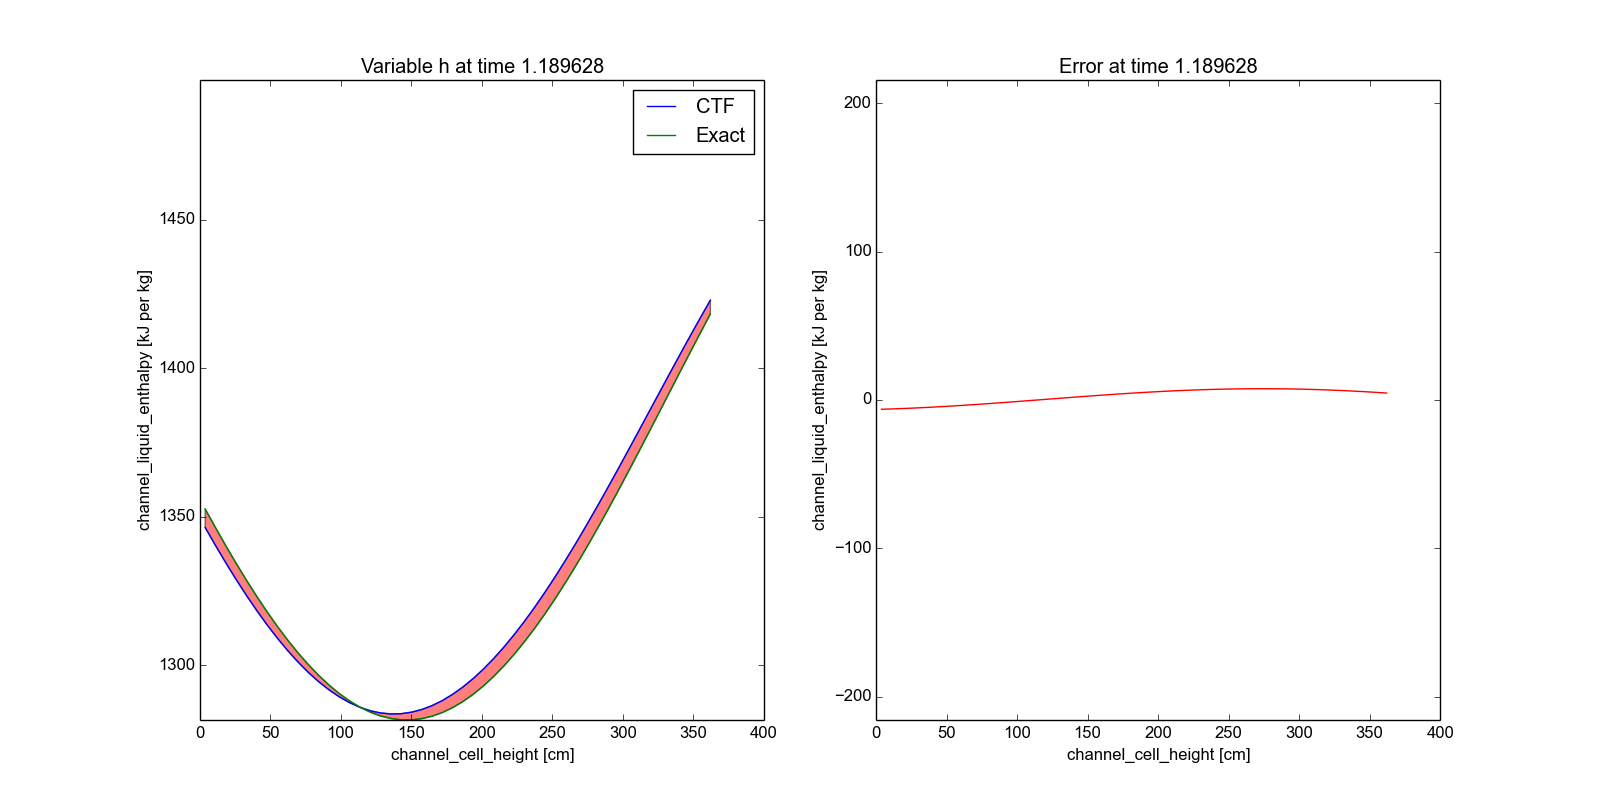 Variable h at time 1.189628
CTF
Exact
1450
1400
1350
1300
channel_liquid_enthalpy [kJ per kg]
0 50 100 150 200 250 300 350 400
channel_cell_height [cm]
Error at time 1.189628
200
100
0
−100
−200
channel_liquid_enthalpy [kJ per kg]
0 50 100 150 200 250 300 350 400
channel_cell_height [cm]